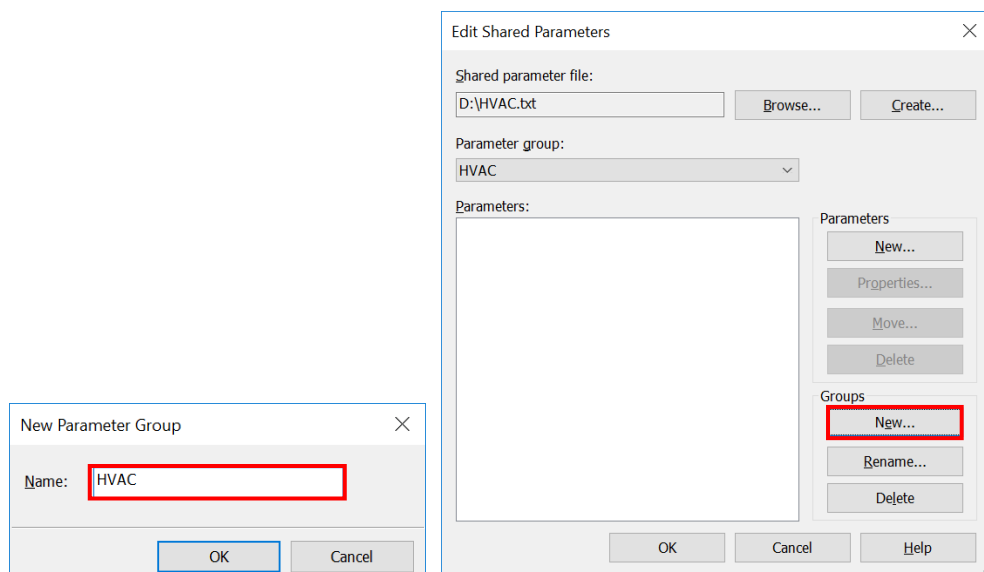 Edit Shared Parameters
Shared parameter file:
D:\HVAC.txt
Browse...
Create...
Parameter group:
HVAC
Parameters:
Parameters
New...
Properties...
Move...
Delete
Groups
New...
Rename...
Delete
OK
Cancel
Help
New Parameter Group
Name:
HVAC
OK
Cancel